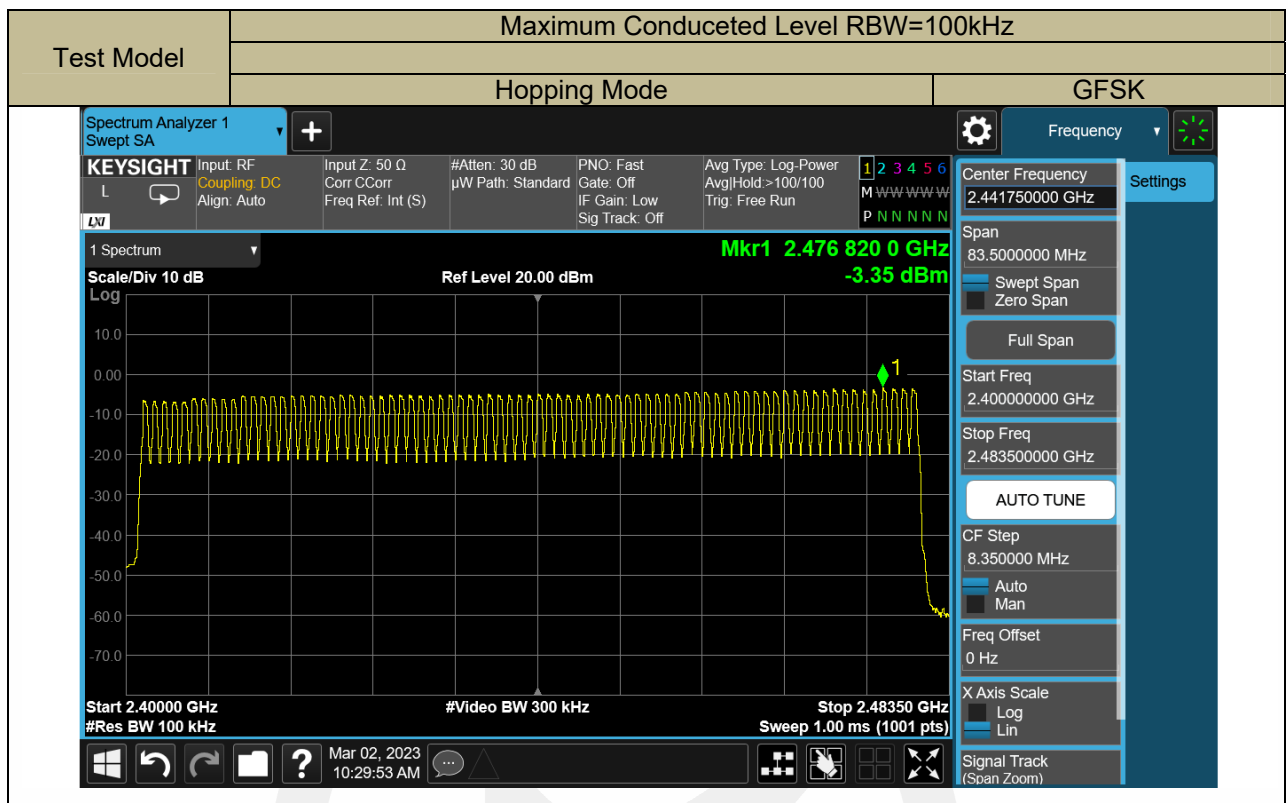 Test Model
Maximum Conduceted Level RBW=100kHz
Hopping Mode
GFSK
Spectrum Analyzer 1
Swept SA
Frequency
KEYSIGHT
L
LXI
Input: RF
Coupling: DC
Align: Auto
Input Z: 50 Ω
Corr CCorr
Freq Ref: Int (S)
#Atten: 30 dB
µW Path: Standard
PNO: Fast
Gate: Off
IF Gain: Low
Sig Track: Off
Avg Type: Log-Power
Avg|Hold:>100/100
Trig: Free Run
1 2 3 4 5 6
M W W W W W
P N N N N N
1 Spectrum
Mkr1 2.476 820 0 GHz
Scale/Div 10 dB
Ref Level 20.00 dBm
-3.35 dBm
Log
10.0
0.00
-10.0
-20.0
-30.0
-40.0
-50.0
-60.0
-70.0
1
Start 2.40000 GHz
#Video BW 300 kHz
Stop 2.48350 GHz
#Res BW 100 kHz
Sweep 1.00 ms (1001 pts)
Mar 02, 2023
10:29:53 AM
Center Frequency
2.441750000 GHz
Settings
Span
83.5000000 MHz
Swept Span
Zero Span
Full Span
Start Freq
2.400000000 GHz
Stop Freq
2.483500000 GHz
AUTO TUNE
CF Step
8.350000 MHz
Auto
Man
Freq Offset
0 Hz
X Axis Scale
Log
Lin
Signal Track
(Span Zoom)